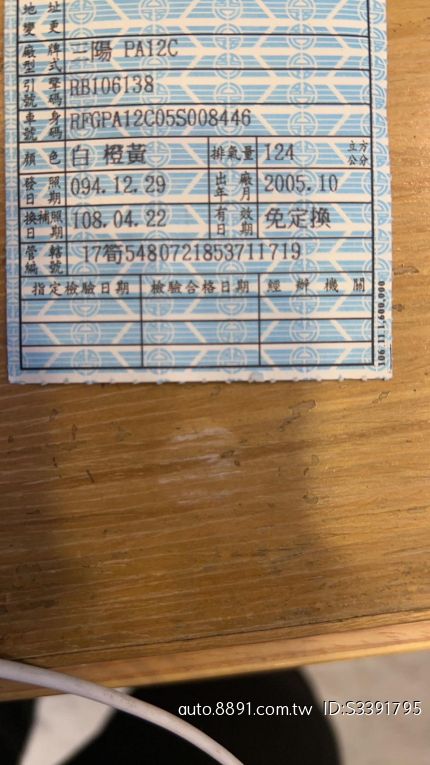 地址
變更
廠牌
型式 三陽 PA12C
引擎
號碼 RB106138
車身
號碼 RFGPA12C05S008446
顏色 白 橙黃 排氣量 124 立方公分
發照
日期 094.12.29 出廠
年月 2005.10
換補照
日期 108.04.22 有效
日期 免定換
管轄
編號 17筍5480721853711719
指定檢驗日期 檢驗合格日期 經辦機關
106.11.1,600,000
auto.8891.com.tw ID:S3391795